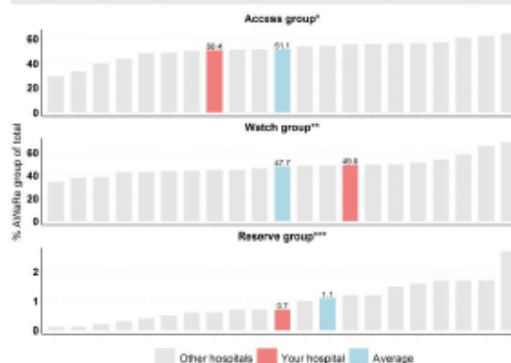 Access group*
60
40
20
0
50.4
51.1
Watch group**
60
40
20
0
47.7
49.8
Reserve group***
2
1
0
0.7
1.1
% AWaRe group of total
Other hospitals
Your hospital
Average